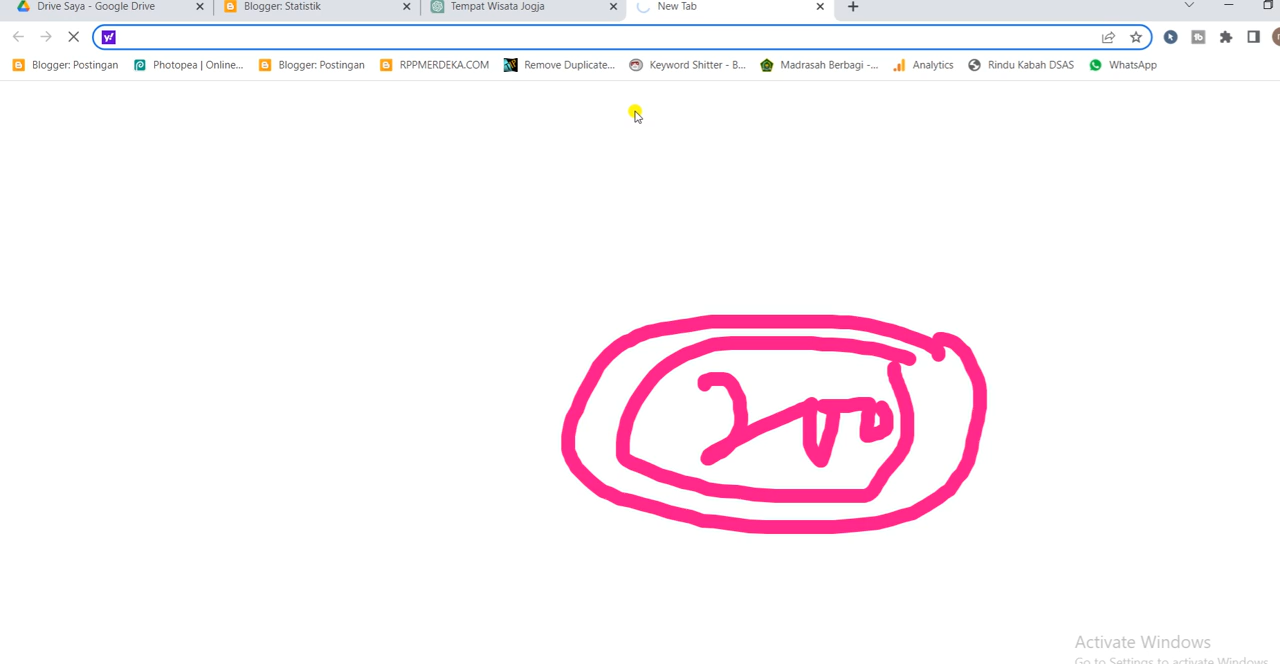 Drive Saya - Google Drive
Blogger: Statistik
Tempat Wisata Jogja
New Tab
Blogger: Postingan
Photopea | Online...
Blogger: Postingan
RPPMERDEKA.COM
Remove Duplicate...
Keyword Shitter - B...
Madrasah Berbagi -...
Analytics
Rindu Kabah DSAS
WhatsApp
200
Activate Windows
Go to Settings to activate Windows